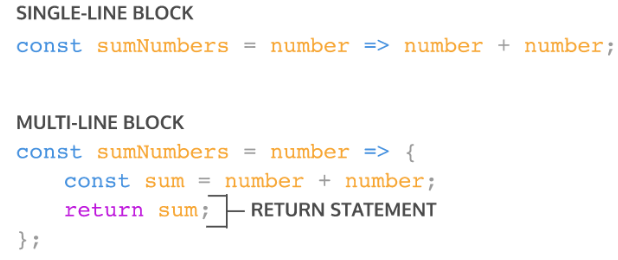 SINGLE-LINE BLOCK
const sumNumbers = number => number + number;
MULTI-LINE BLOCK
const sumNumbers = number => {
const sum = number + number;
return sum; RETURN STATEMENT
};